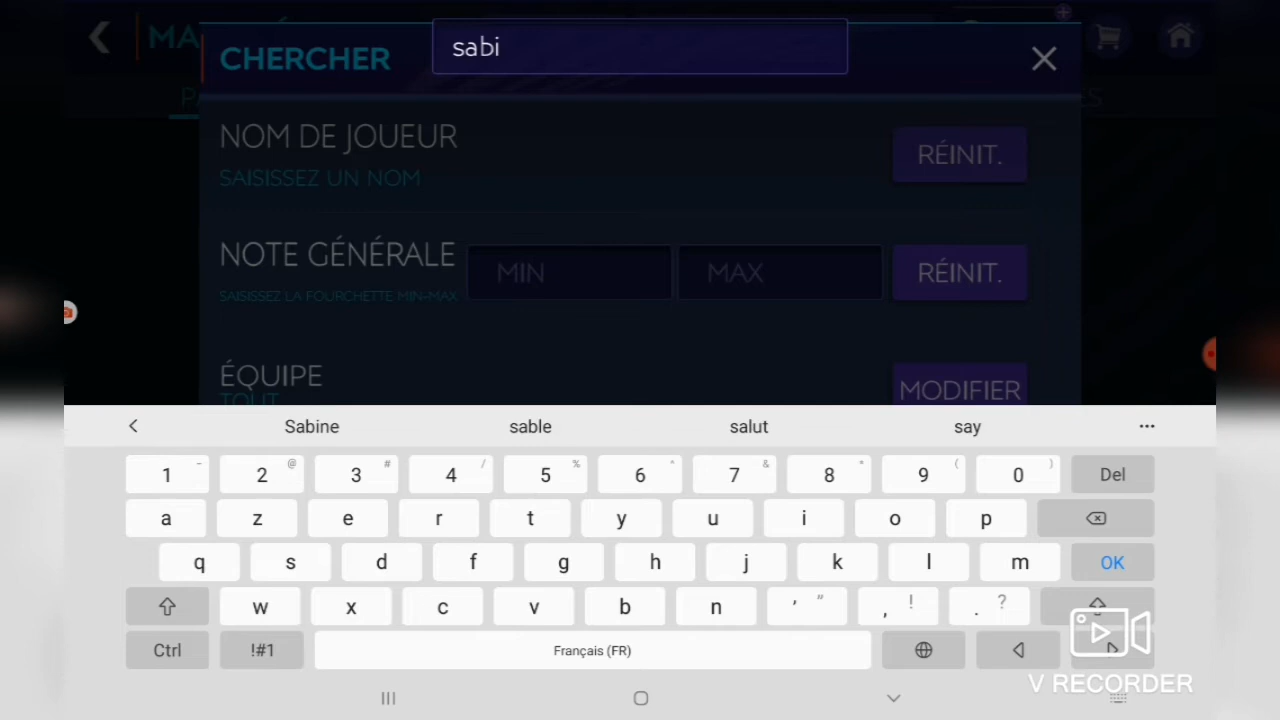 MA
CHERCHER
sabi
NOM DE JOUEUR
RÉINIT.
SAISISSEZ UN NOM
NOTE GÉNÉRALE
MIN
MAX
RÉINIT.
SAISISSEZ LA FOURCHETTE MIN-MAX
ÉQUIPE
TOUT
MODIFIER
Sabine sable salut say
1 - 2 @ 3 # 4 / 5 % 6 ^ 7 & 8 * 9 ( 0 ) Del
a z e r t y u i o p
q s d f g h j k l m OK
w x c v b n ' " , ! . ?
Ctrl !#1 Français (FR)
V RECORDER